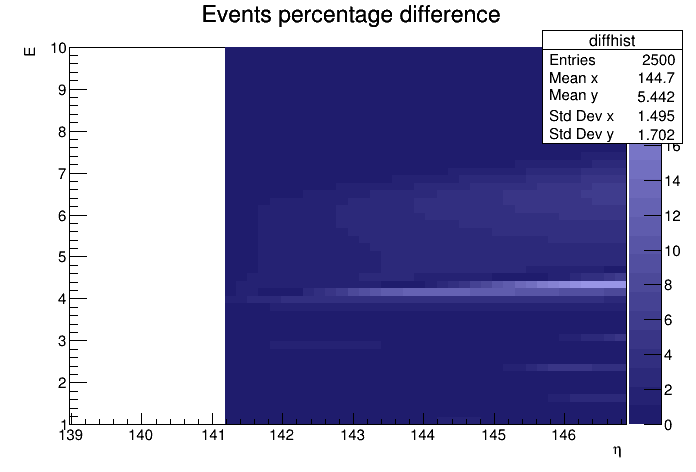 Events percentage difference
diffhist
Entries 2500
Mean x 144.7
Mean y 5.442
Std Dev x 1.495
Std Dev y 1.702
E
10
9
8
7
6
5
4
3
2
1
139 140 141 142 143 144 145 146
η
16
14
12
10
8
6
4
2
0